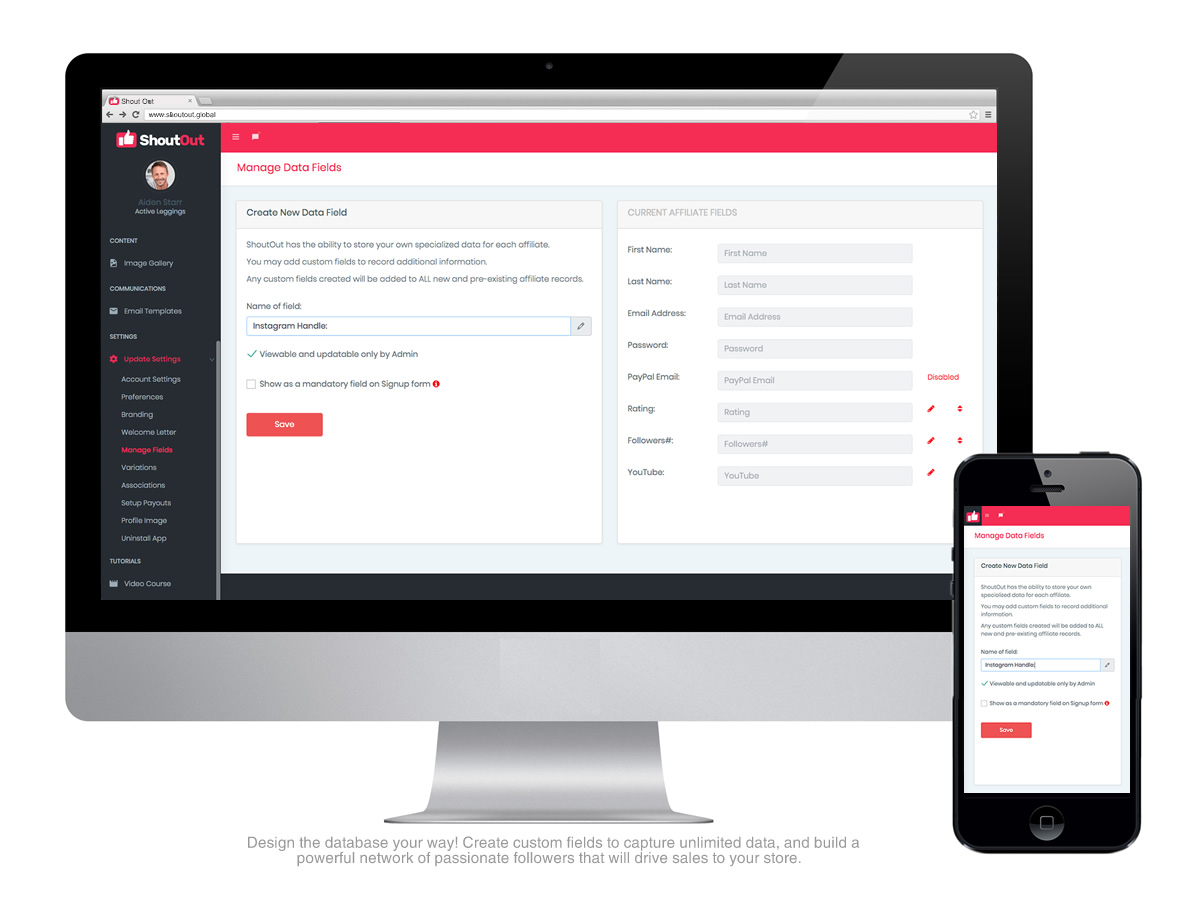 Shout Out
www.shoutout.global
ShoutOut
Aiden Starr
Active Leggings
CONTENT
Image Gallery
COMMUNICATIONS
Email Templates
SETTINGS
Update Settings
Account Settings
Preferences
Branding
Welcome Letter
Manage Fields
Variations
Associations
Setup Payouts
Profile Image
Uninstall App
TUTORIALS
Video Course
Manage Data Fields
Create New Data Field
ShoutOut has the ability to store your own specialized data for each affiliate.
You may add custom fields to record additional information.
Any custom fields created will be added to ALL new and pre-existing affiliate records.
Name of field:
Instagram Handle:
Viewable and updatable only by Admin
Show as a mandatory field on Signup form
Save
CURRENT AFFILIATE FIELDS
First Name: First Name
Last Name: Last Name
Email Address: Email Address
Password: Password
PayPal Email: PayPal Email Disabled
Rating: Rating
Followers#: Followers#
YouTube: YouTube
Manage Data Fields
Create New Data Field
ShoutOut has the ability to store your own
specialized data for each affiliate.
You may add custom fields to record additional
information.
Any custom fields created will be added to ALL
new and pre-existing affiliate records.
Name of field:
Instagram Handle
Viewable and updatable only by Admin
Show as a mandatory field on Signup form
Save
Design the database your way! Create custom fields to capture unlimited data, and build a
powerful network of passionate followers that will drive sales to your store.